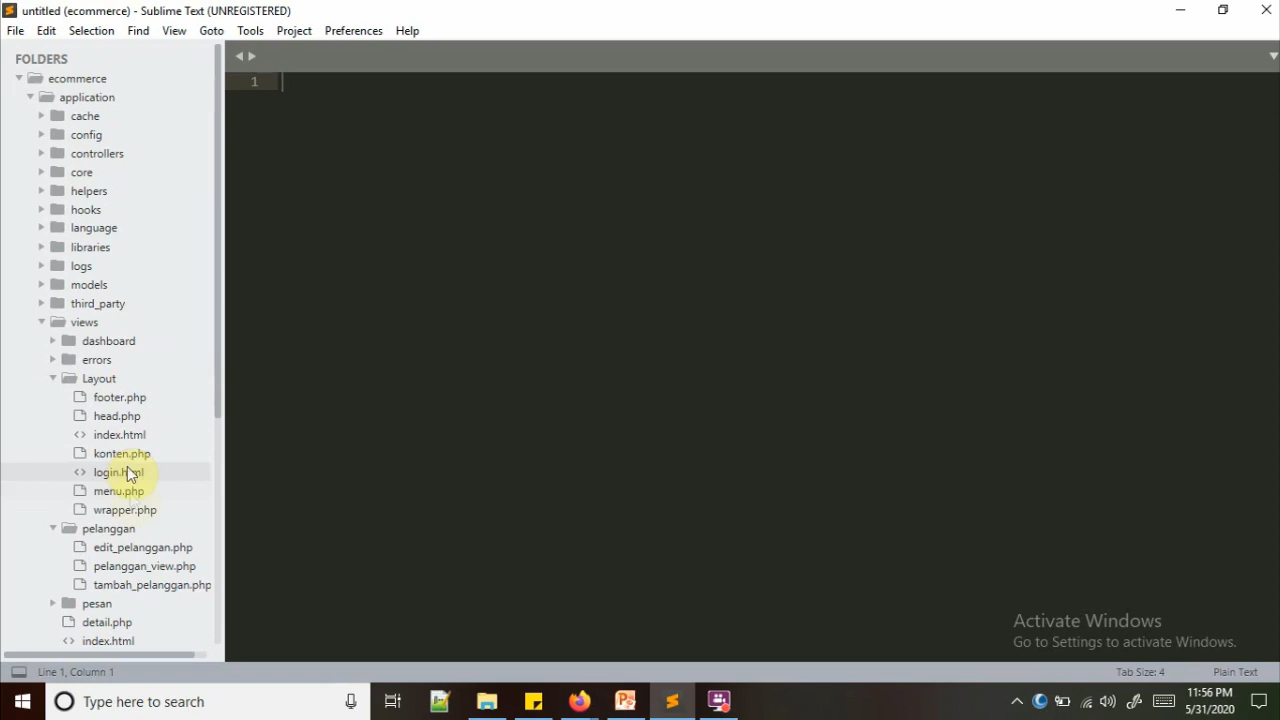 untitled (ecommerce) - Sublime Text (UNREGISTERED)
File Edit Selection Find View Goto Tools Project Preferences Help
FOLDERS
ecommerce
application
cache
config
controllers
core
helpers
hooks
language
libraries
logs
models
third_party
views
dashboard
errors
Layout
footer.php
head.php
<> index.html
konten.php
<> login.html
menu.php
wrapper.php
pelanggan
edit_pelanggan.php
pelanggan_view.php
tambah_pelanggan.php
pesan
detail.php
<> index.html
1
Activate Windows
Go to Settings to activate Windows.
Line 1, Column 1 Tab Size: 4 Plain Text
Type here to search
11:56 PM
5/31/2020